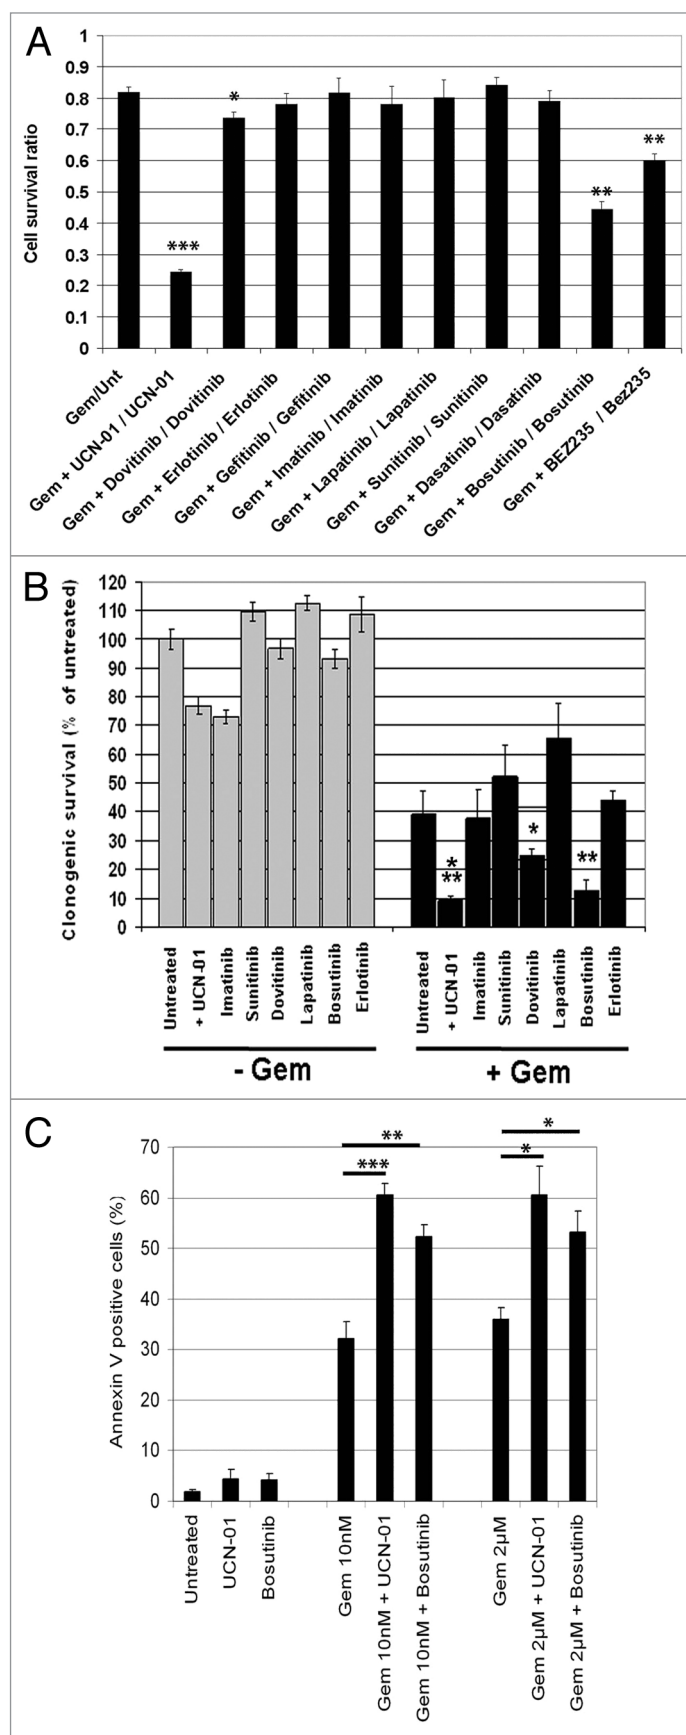 A
Cell survival ratio
1
0.9
0.8
0.7
0.6
0.5
0.4
0.3
0.2
0.1
0
***
*
**
**
Gem/Unt
Gem + UCN-01 / UCN-01
Gem + Dovitinib / Dovitinib
Gem + Erlotinib / Erlotinib
Gem + Gefitinib / Gefitinib
Gem + Imatinib / Imatinib
Gem + Lapatinib / Lapatinib
Gem + Sunitinib / Sunitinib
Gem + Dasatinib / Dasatinib
Gem + Bosutinib / Bosutinib
Gem + BEZ235 / Bez235
B
Clonogenic survival (% of untreated)
120
110
100
90
80
70
60
50
40
30
20
10
0
*
**
*
**
Untreated
+ UCN-01
Imatinib
Sunitinib
Dovitinib
Lapatinib
Bosutinib
Erlotinib
Untreated
+ UCN-01
Imatinib
Sunitinib
Dovitinib
Lapatinib
Bosutinib
Erlotinib
- Gem
+ Gem
C
Annexin V positive cells (%)
70
60
50
40
30
20
10
0
**
***
*
*
Untreated
UCN-01
Bosutinib
Gem 10nM
Gem 10nM + UCN-01
Gem 10nM + Bosutinib
Gem 2µM
Gem 2µM + UCN-01
Gem 2µM + Bosutinib